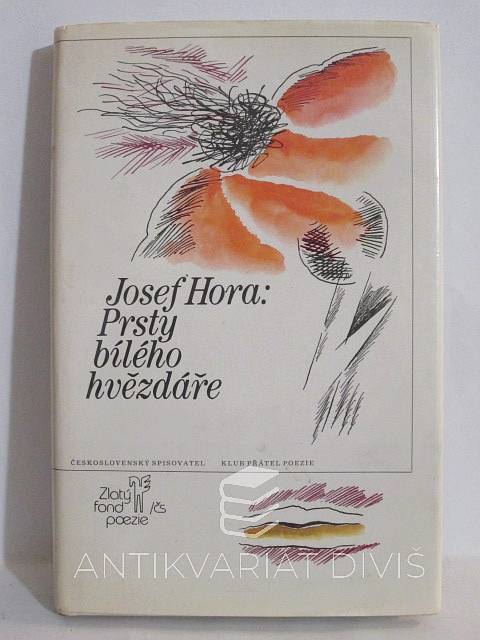 Josef Hora:
Prsty
bílého
hvězdáře
ČESKOSLOVENSKÝ SPISOVATEL KLUB PŘÁTEL POEZIE
Zlatý
fond /čs
poezie
ANTIKVARIÁT DIVIŠ